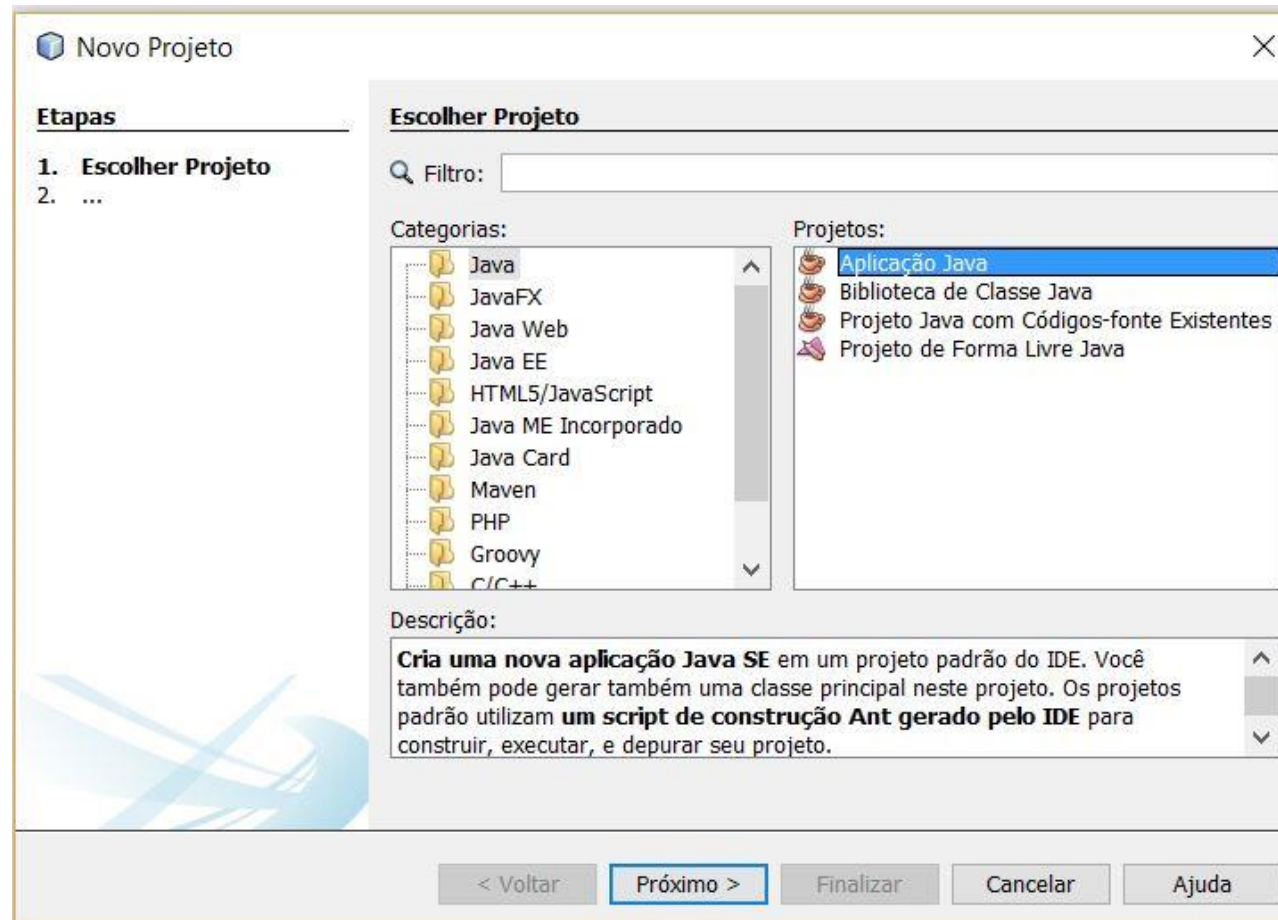 Novo Projeto
Etapas
1. Escolher Projeto
2. ...
Escolher Projeto
Filtro:
Categorias:
Java
JavaFX
Java Web
Java EE
HTML5/JavaScript
Java ME Incorporado
Java Card
Maven
PHP
Groovy
C/C++
Projetos:
Aplicação Java
Biblioteca de Classe Java
Projeto Java com Códigos-fonte Existentes
Projeto de Forma Livre Java
Descrição:
Cria uma nova aplicação Java SE em um projeto padrão do IDE. Você
também pode gerar também uma classe principal neste projeto. Os projetos
padrão utilizam um script de construção Ant gerado pelo IDE para
construir, executar, e depurar seu projeto.
< Voltar
Próximo >
Finalizar
Cancelar
Ajuda